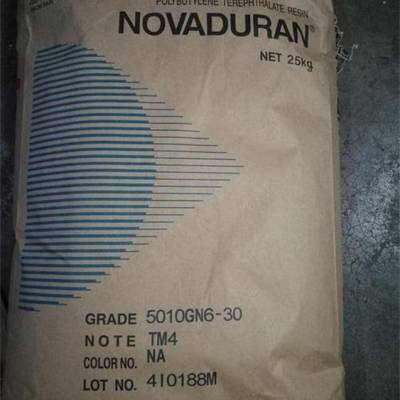 POLYBUTYLENE TEREPHTHALATE RESIN
NOVADURAN®
NET 25kg
GRADE 5010GN6-30
NOTE TM4
COLOR NO. NA
LOT NO. 410188M